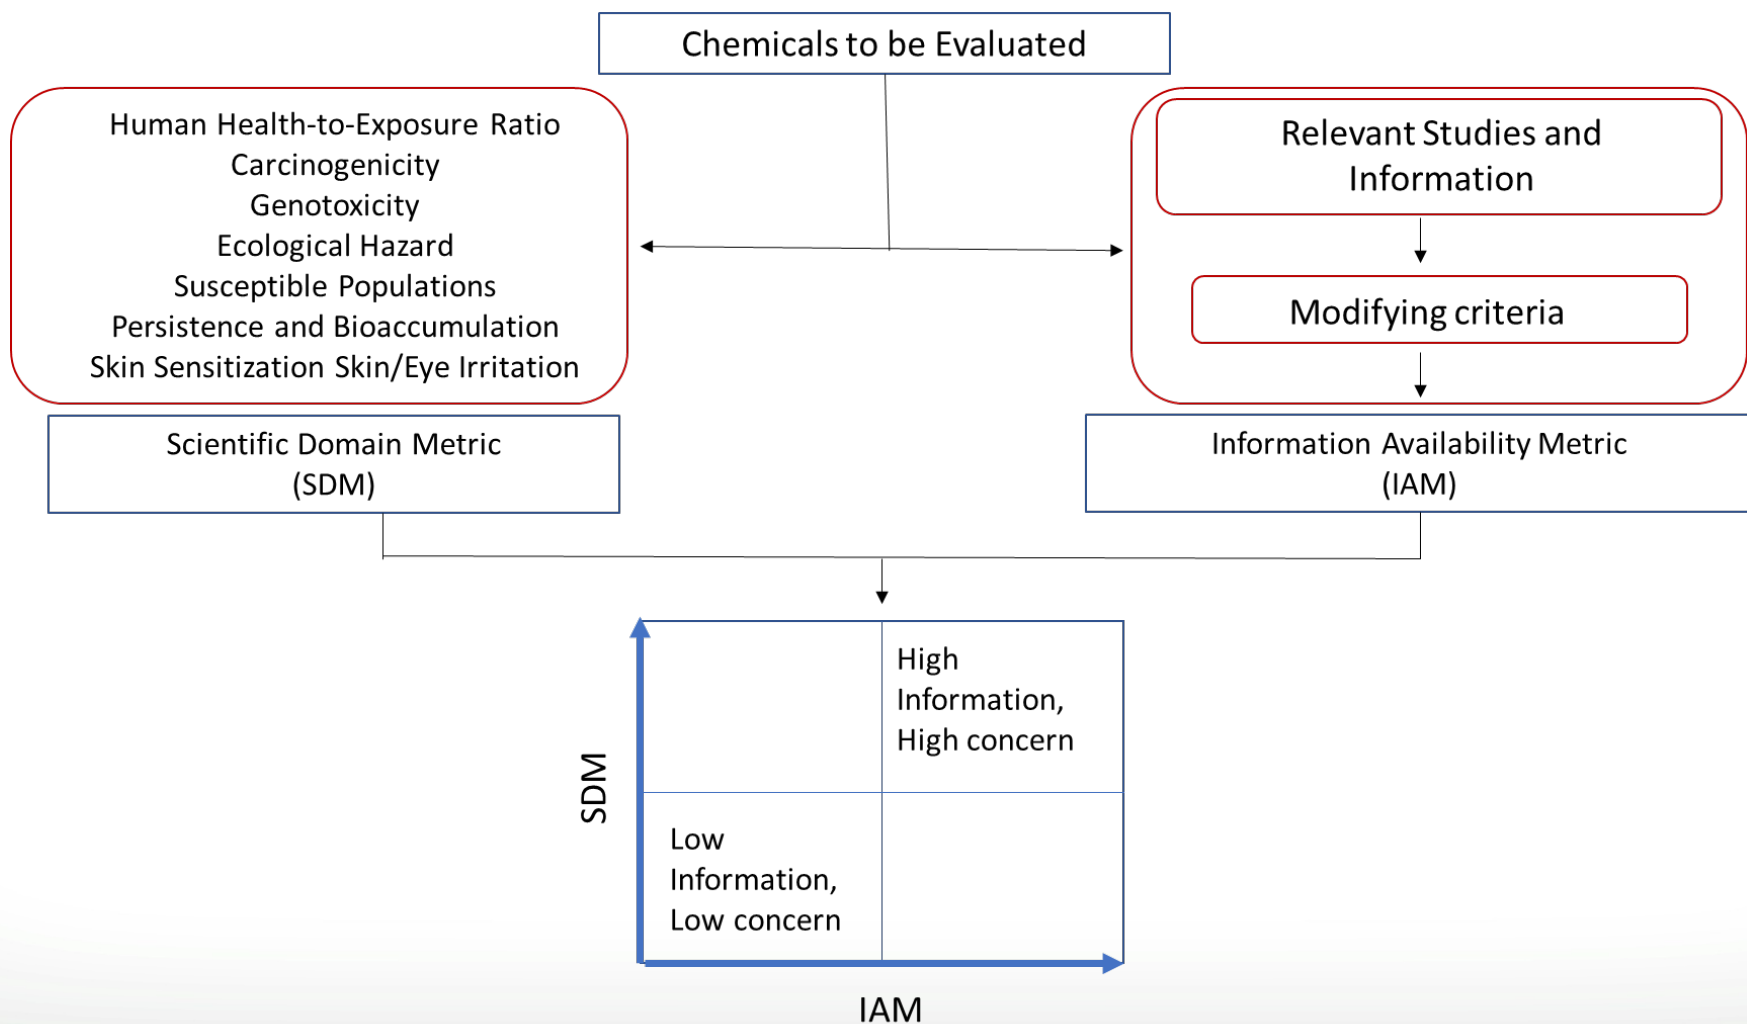 Chemicals to be Evaluated
Human Health-to-Exposure Ratio
Carcinogenicity
Genotoxicity
Ecological Hazard
Susceptible Populations
Persistence and Bioaccumulation
Skin Sensitization Skin/Eye Irritation
Scientific Domain Metric
(SDM)
Relevant Studies and
Information
Modifying criteria
Information Availability Metric
(IAM)
SDM
High
Information,
High concern
Low
Information,
Low concern
IAM